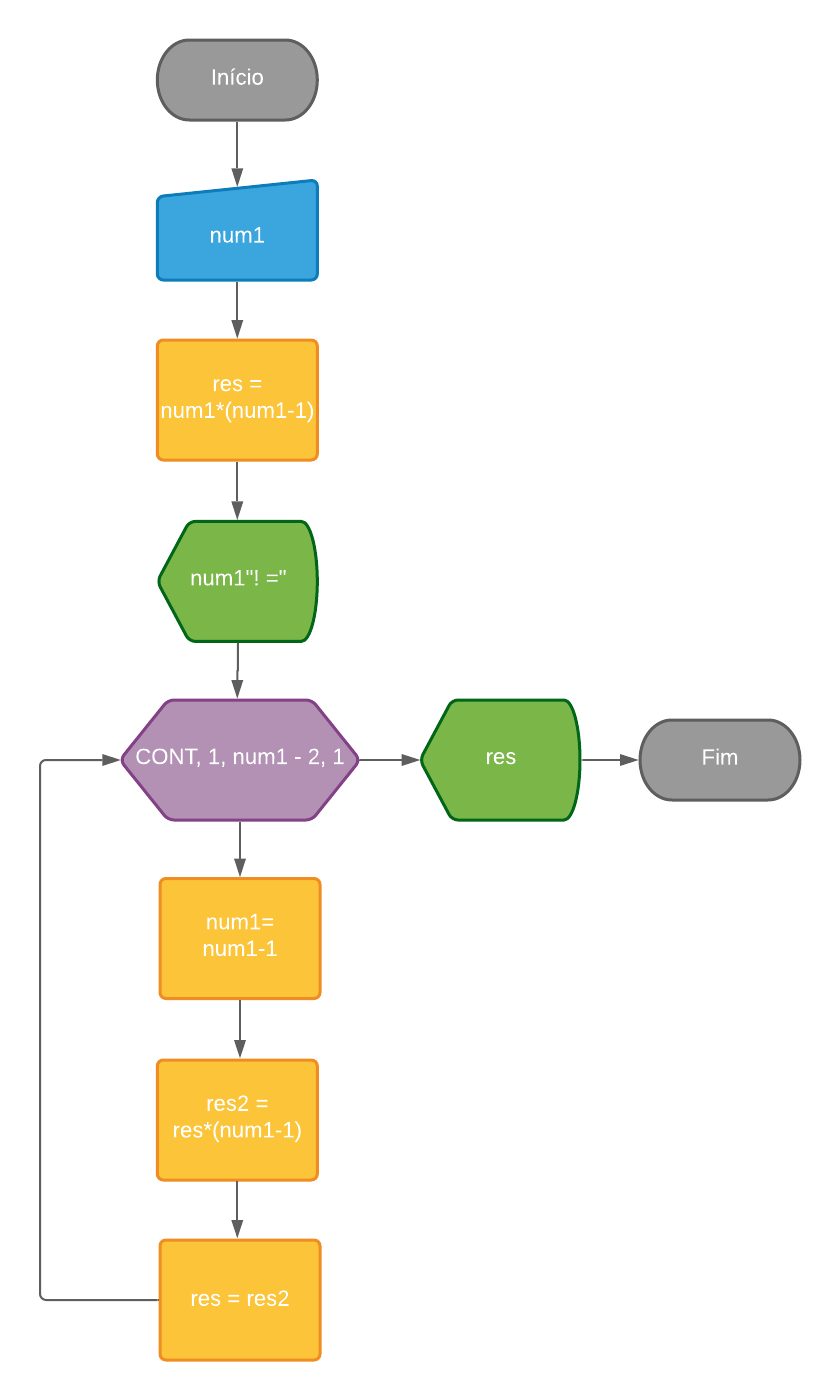 Início
num1
res =
num1*(num1-1)
num1"! ="
CONT, 1, num1 - 2, 1
res
Fim
num1=
num1-1
res2 =
res*(num1-1)
res = res2